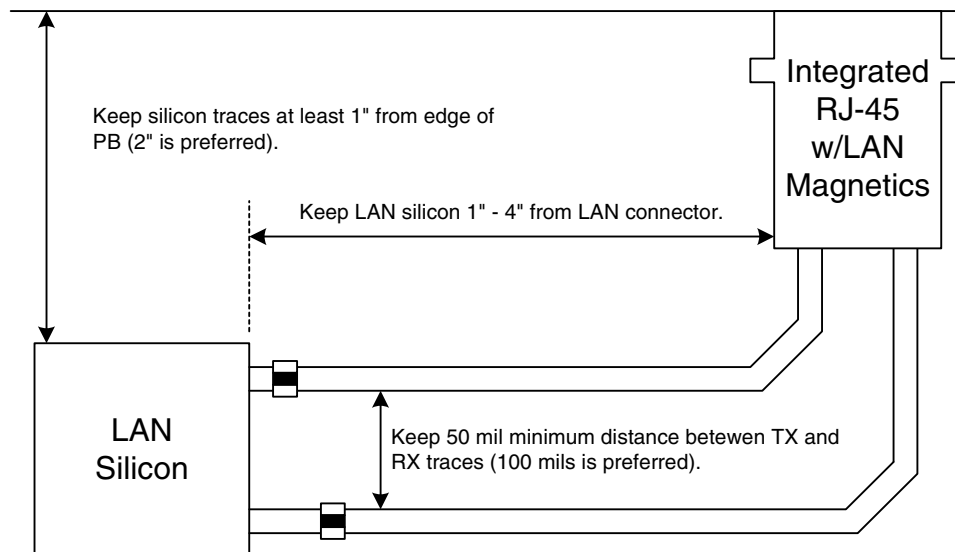 Integrated
RJ-45
w/LAN
Magnetics
Keep silicon traces at least 1" from edge of
PB (2" is preferred).
Keep LAN silicon 1" - 4" from LAN connector.
LAN
Silicon
Keep 50 mil minimum distance betewen TX and
RX traces (100 mils is preferred).